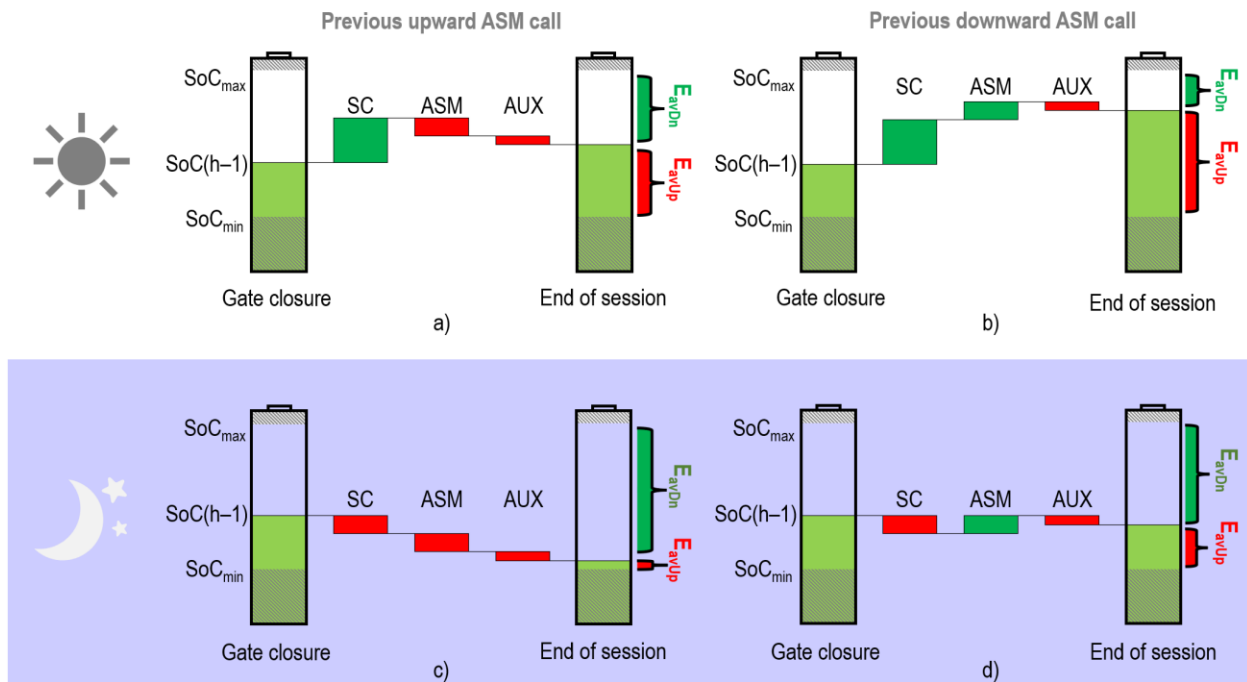 Previous upward ASM call
Previous downward ASM call
SoCmax
SC
ASM
AUX
SoC(h–1)
SoCmin
EavDn
EavUp
Gate closure
End of session
a)
SoCmax
SC
ASM
AUX
SoC(h–1)
SoCmin
EavDn
EavUp
Gate closure
End of session
b)
SoCmax
SoC(h–1)
SC
ASM
AUX
SoCmin
EavDn
EavUp
Gate closure
End of session
c)
SoCmax
SoC(h–1)
SC
ASM
AUX
SoCmin
EavDn
EavUp
Gate closure
End of session
d)